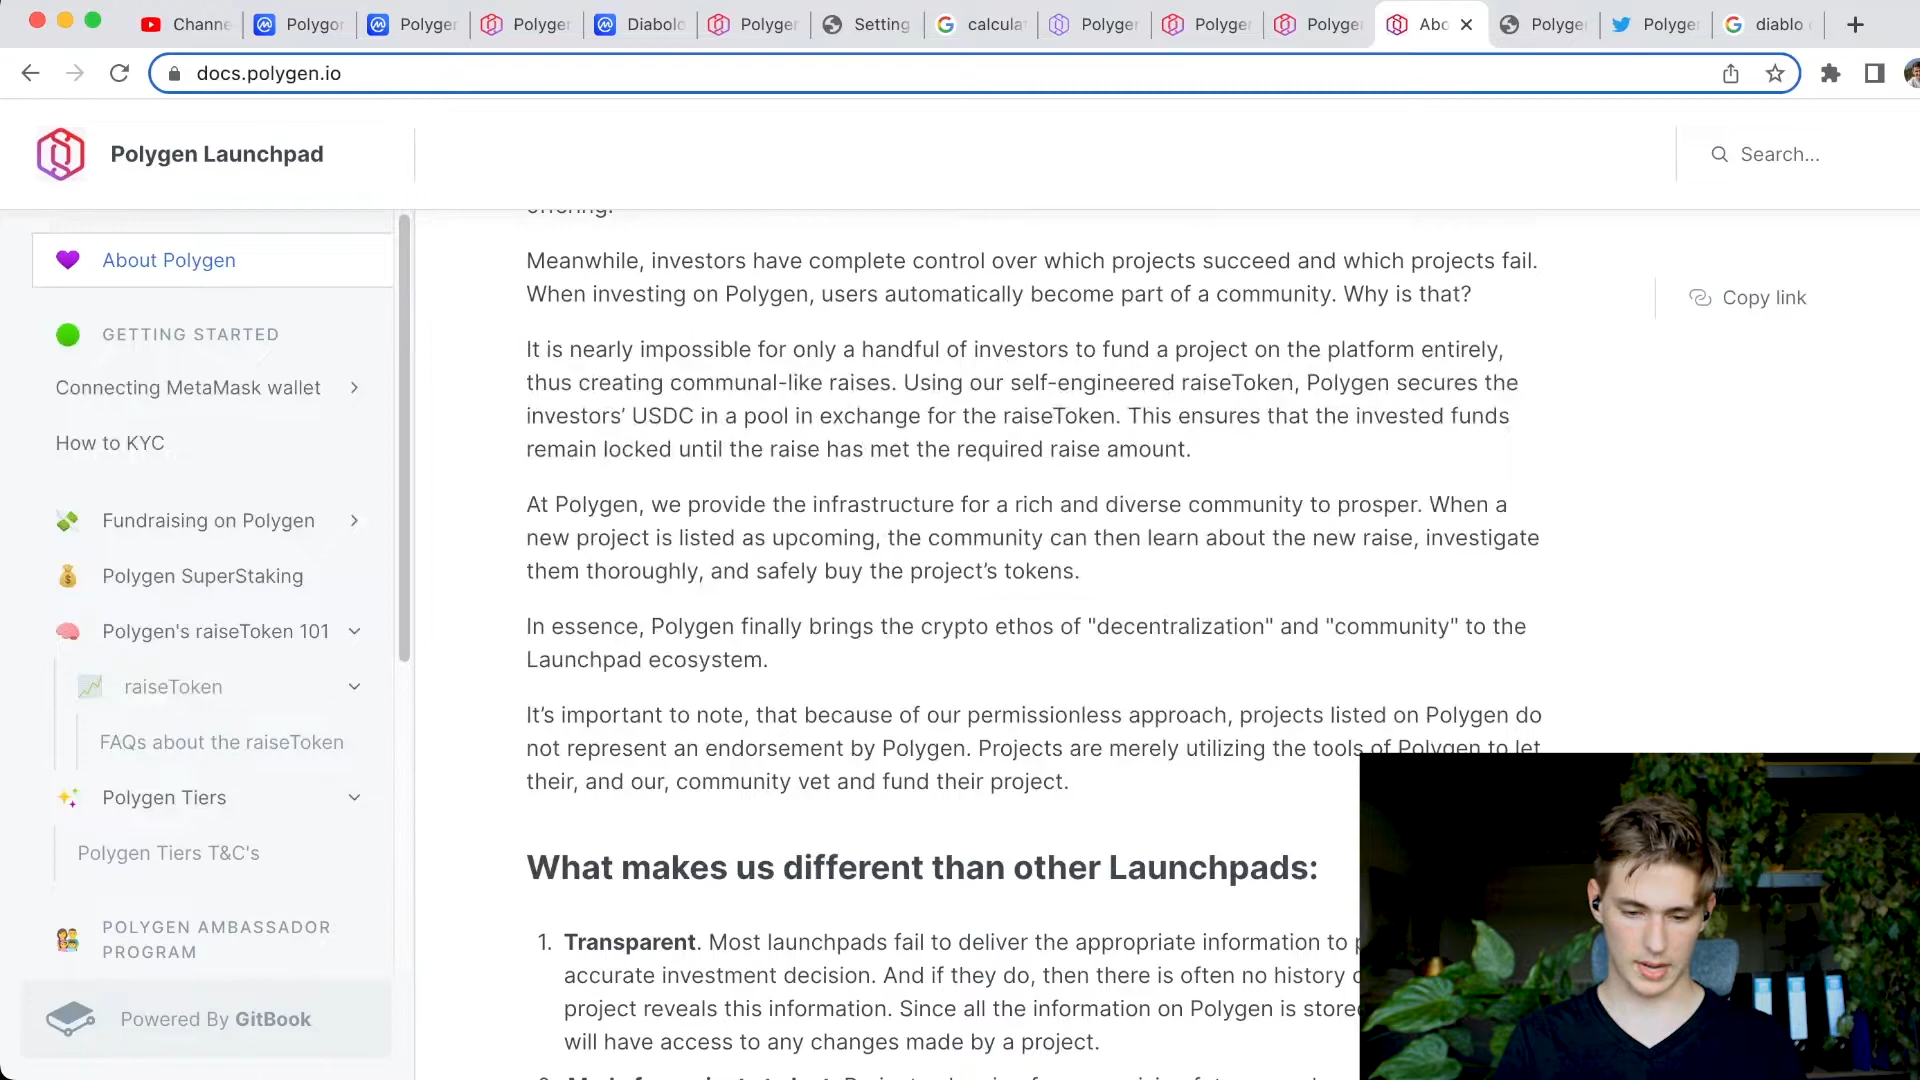 Channe
Polygor
Polyger
Polyger
Diabolo
Polyger
Setting
calculat
Polyger
Polyger
Polyger
Abo
Polyge
Polyger
diablo
docs.polygen.io
Polygen Launchpad
Search...
About Polygen
GETTING STARTED
Connecting MetaMask wallet
How to KYC
Fundraising on Polygen
Polygen SuperStaking
Polygen's raiseToken 101
raiseToken
FAQs about the raiseToken
Polygen Tiers
Polygen Tiers T&C's
POLYGEN AMBASSADOR
PROGRAM
Powered By GitBook
offering.
Meanwhile, investors have complete control over which projects succeed and which projects fail.
When investing on Polygen, users automatically become part of a community. Why is that?
It is nearly impossible for only a handful of investors to fund a project on the platform entirely,
thus creating communal-like raises. Using our self-engineered raiseToken, Polygen secures the
investors’ USDC in a pool in exchange for the raiseToken. This ensures that the invested funds
remain locked until the raise has met the required raise amount.
At Polygen, we provide the infrastructure for a rich and diverse community to prosper. When a
new project is listed as upcoming, the community can then learn about the new raise, investigate
them thoroughly, and safely buy the project’s tokens.
In essence, Polygen finally brings the crypto ethos of "decentralization" and "community" to the
Launchpad ecosystem.
It’s important to note, that because of our permissionless approach, projects listed on Polygen do
not represent an endorsement by Polygen. Projects are merely utilizing the tools of Polygen to let
their, and our, community vet and fund their project.
What makes us different than other Launchpads:
1. Transparent. Most launchpads fail to deliver the appropriate information to
accurate investment decision. And if they do, then there is often no history
project reveals this information. Since all the information on Polygen is store
will have access to any changes made by a project.
Copy link